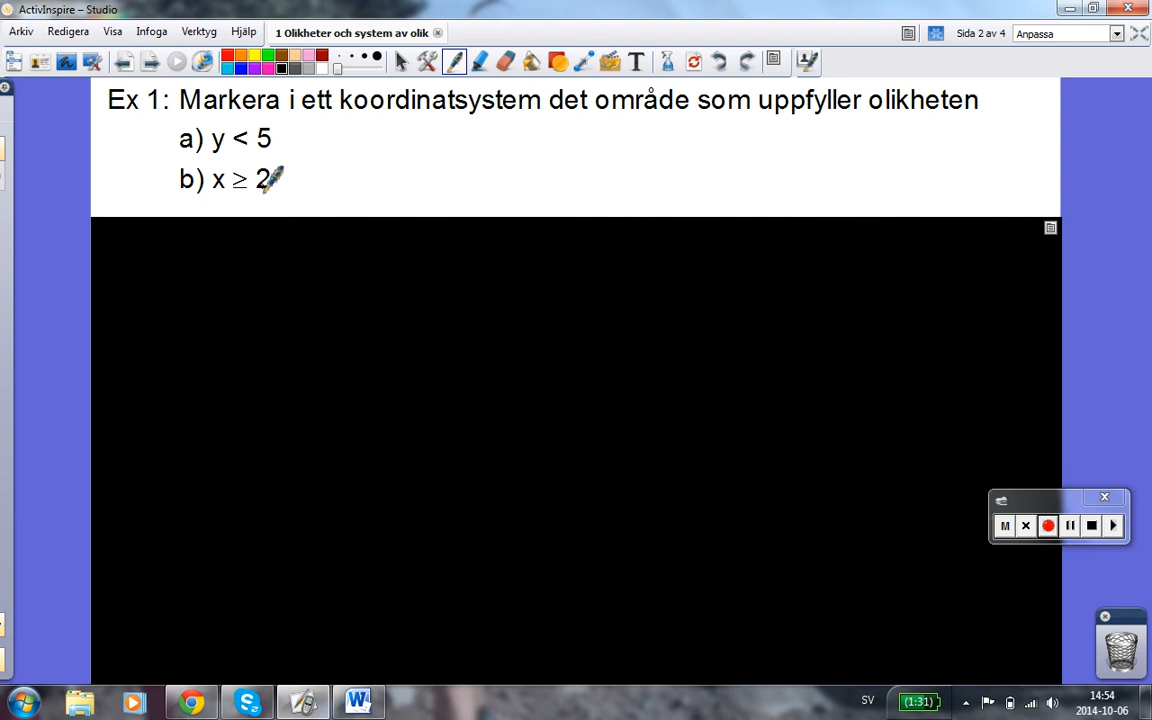 ActivInspire – Studio
Arkiv Redigera Visa Infoga Verktyg Hjälp 1 Olikheter och system av olik Sida 2 av 4 Anpassa
T
Ex 1: Markera i ett koordinatsystem det område som uppfyller olikheten
a) y < 5
b) x ≥ 2
M
SV (1:31) 14:54
2014-10-06